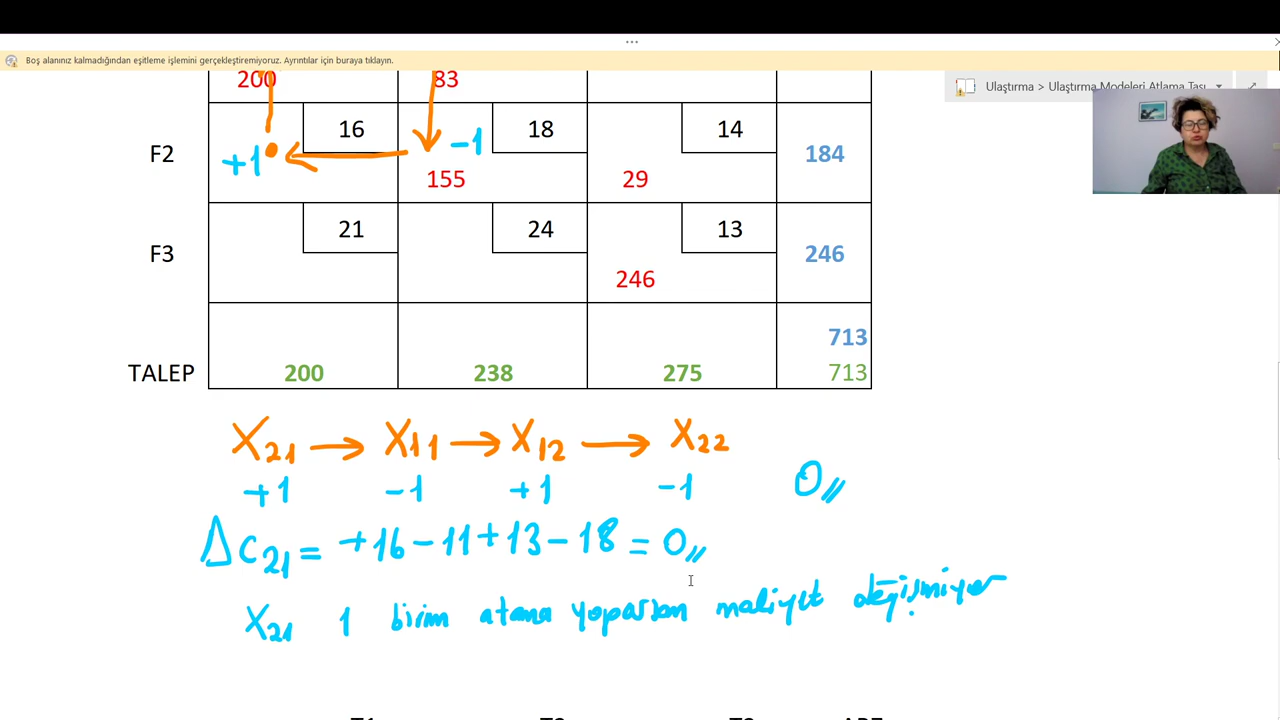 Boş alanınız kalmadığından eşitleme işlemini gerçekleştiremiyoruz. Ayrıntılar için buraya tıklayın.
Ulaştırma > Ulaştırma Modeleri Atlama Taşı
200 83
16 18 14
F2 +1 -1 184
155 29
21 24 13
F3 246
246
713
TALEP 200 238 275 713
X21 → X11 → X12 → X22
+1 -1 +1 -1 0
ΔC21 = +16-11+13-18=0
X21 1 birim atama yaparsam maliyet değişmiyor